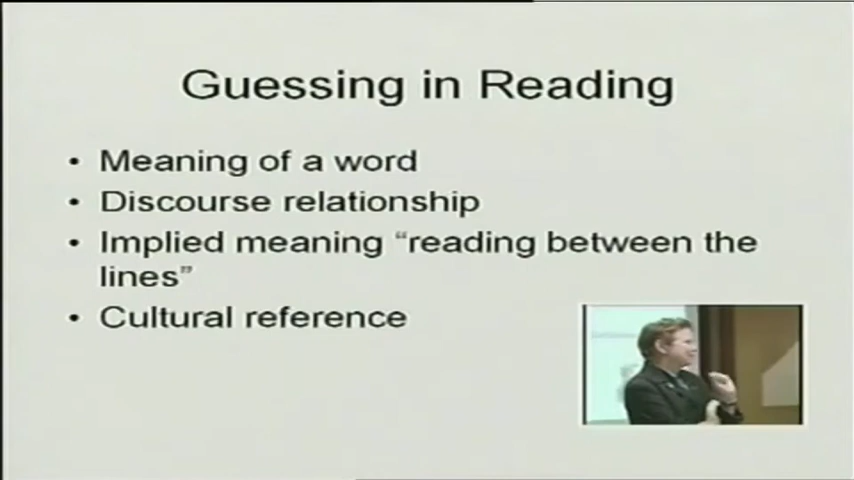 Guessing in Reading
• Meaning of a word
• Discourse relationship
• Implied meaning “reading between the
lines”
• Cultural reference